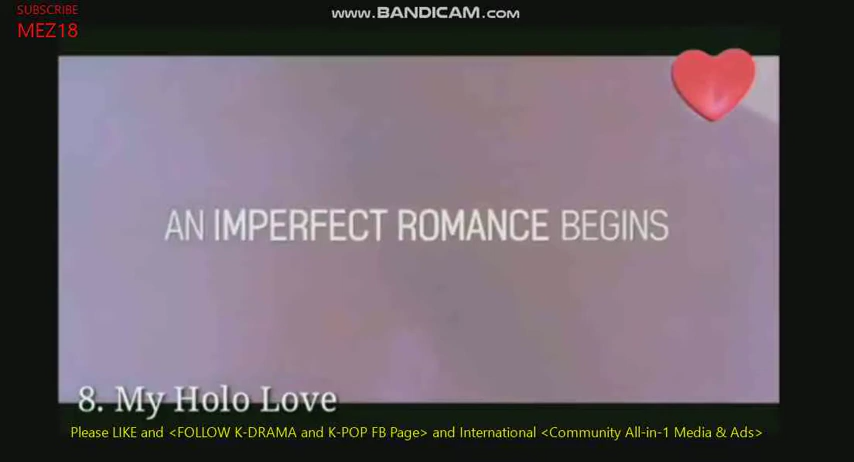 SUBSCRIBE
MEZ18
www.BANDICAM.com
AN IMPERFECT ROMANCE BEGINS
8. My Holo Love
Please LIKE and <FOLLOW K-DRAMA and K-POP FB Page> and International <Community All-in-1 Media & Ads>